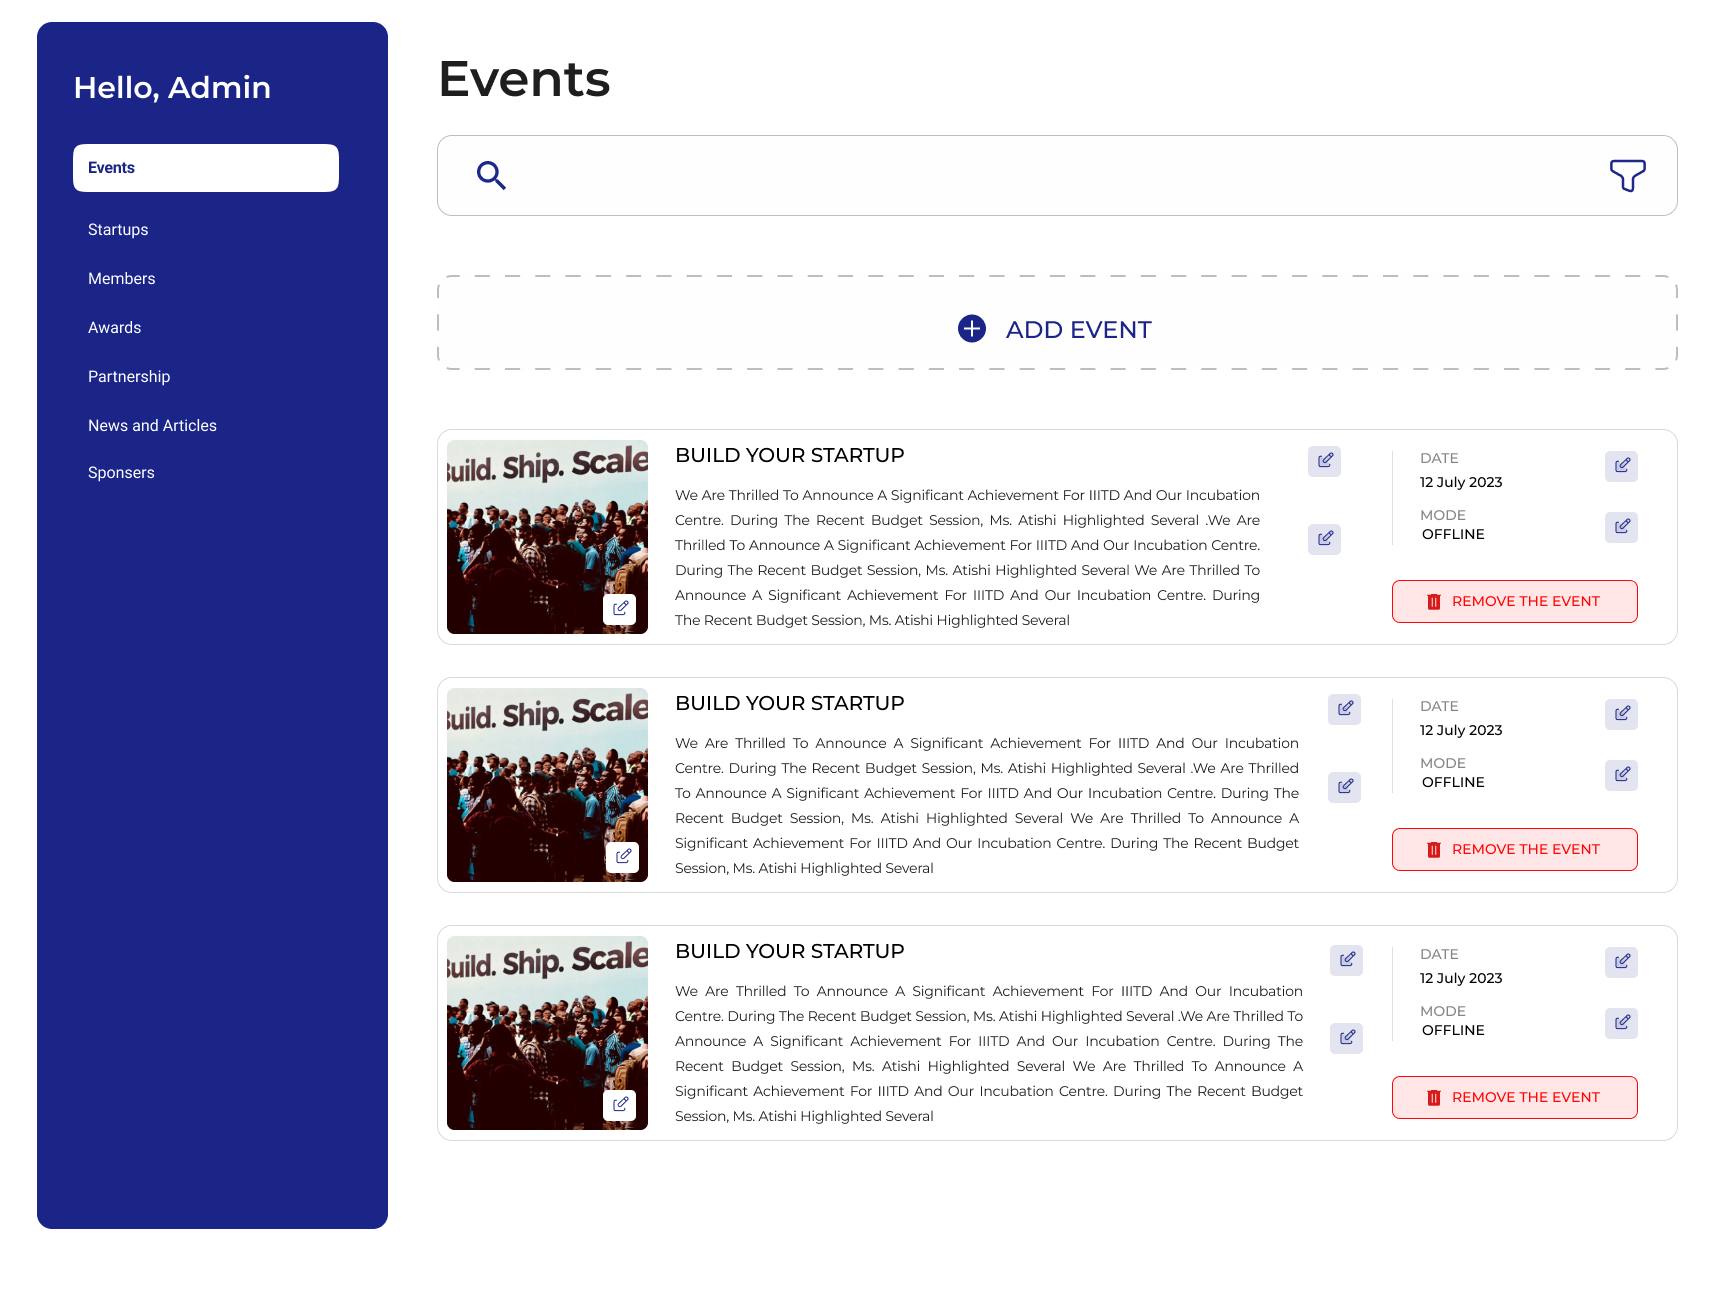 Hello, Admin
Events
Startups
Members
Awards
Partnership
News and Articles
Sponsers
Events
ADD EVENT
Build. Ship. Scale
BUILD YOUR STARTUP
We Are Thrilled To Announce A Significant Achievement For IIITD And Our Incubation
Centre. During The Recent Budget Session, Ms. Atishi Highlighted Several .We Are
Thrilled To Announce A Significant Achievement For IIITD And Our Incubation Centre.
During The Recent Budget Session, Ms. Atishi Highlighted Several We Are Thrilled To
Announce A Significant Achievement For IIITD And Our Incubation Centre. During
The Recent Budget Session, Ms. Atishi Highlighted Several
DATE
12 July 2023
MODE
OFFLINE
REMOVE THE EVENT
Build. Ship. Scale
BUILD YOUR STARTUP
We Are Thrilled To Announce A Significant Achievement For IIITD And Our Incubation
Centre. During The Recent Budget Session, Ms. Atishi Highlighted Several .We Are Thrilled
To Announce A Significant Achievement For IIITD And Our Incubation Centre. During The
Recent Budget Session, Ms. Atishi Highlighted Several We Are Thrilled To Announce A
Significant Achievement For IIITD And Our Incubation Centre. During The Recent Budget
Session, Ms. Atishi Highlighted Several
DATE
12 July 2023
MODE
OFFLINE
REMOVE THE EVENT
Build. Ship. Scale
BUILD YOUR STARTUP
We Are Thrilled To Announce A Significant Achievement For IIITD And Our Incubation
Centre. During The Recent Budget Session, Ms. Atishi Highlighted Several .We Are Thrilled To
Announce A Significant Achievement For IIITD And Our Incubation Centre. During The
Recent Budget Session, Ms. Atishi Highlighted Several We Are Thrilled To Announce A
Significant Achievement For IIITD And Our Incubation Centre. During The Recent Budget
Session, Ms. Atishi Highlighted Several
DATE
12 July 2023
MODE
OFFLINE
REMOVE THE EVENT